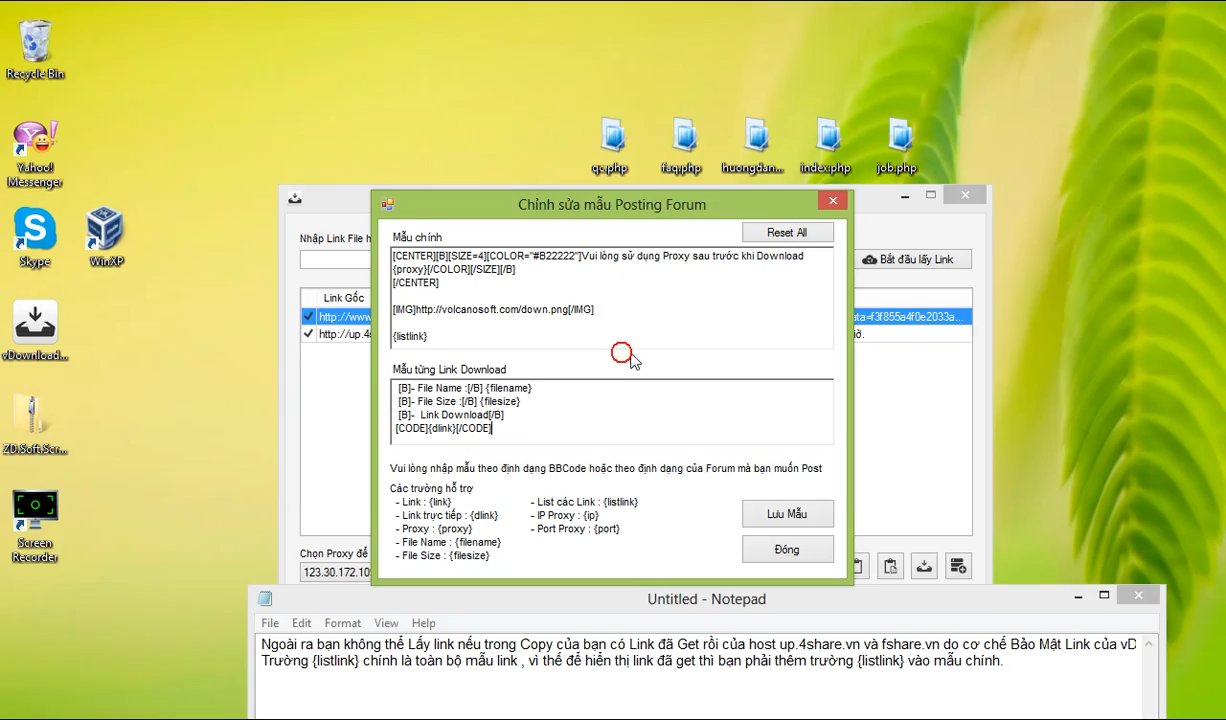 Recycle Bin
Yahoo!
Messenger
Skype
WinXP
vDownload...
ZD.Soft.Scr...
Screen
Recorder
qc.php
faq.php
huongdan...
index.php
job.php
Chỉnh sửa mẫu Posting Forum
Nhập Link File h
Bắt đầu lấy Link
Link Gốc
http://www
ata=f3f855a4f0e2033a...
http://up.4s
ờ.
Chọn Proxy để
123.30.172.10
Mẫu chính
Reset All
[CENTER][B][SIZE=4][COLOR="#B22222"]Vui lòng sử dụng Proxy sau trước khi Download
{proxy}[/COLOR][/SIZE][/B]
[/CENTER]
[IMG]http://volcanosoft.com/down.png[/IMG]
{listlink}
Mẫu từng Link Download
[B]- File Name :[/B] {filename}
[B]- File Size :[/B] {filesize}
[B]-  Link Download[/B]
[CODE]{dlink}[/CODE]
Vui lòng nhập mẫu theo định dạng BBCode hoặc theo định dạng của Forum mà bạn muốn Post
Các trường hỗ trợ
- Link : {link}
- Link trực tiếp : {dlink}
- Proxy : {proxy}
- File Name : {filename}
- File Size : {filesize}
- List các Link : {listlink}
- IP Proxy : {ip}
- Port Proxy : {port}
Lưu Mẫu
Đóng
Untitled - Notepad
File Edit Format View Help
Ngoài ra bạn không thể Lấy link nếu trong Copy của bạn có Link đã Get rồi của host up.4share.vn và fshare.vn do cơ chế Bảo Mật Link của vD
Trường {listlink} chính là toàn bộ mẫu link , vì thế để hiển thị link đã get thì bạn phải thêm trường {listlink} vào mẫu chính.